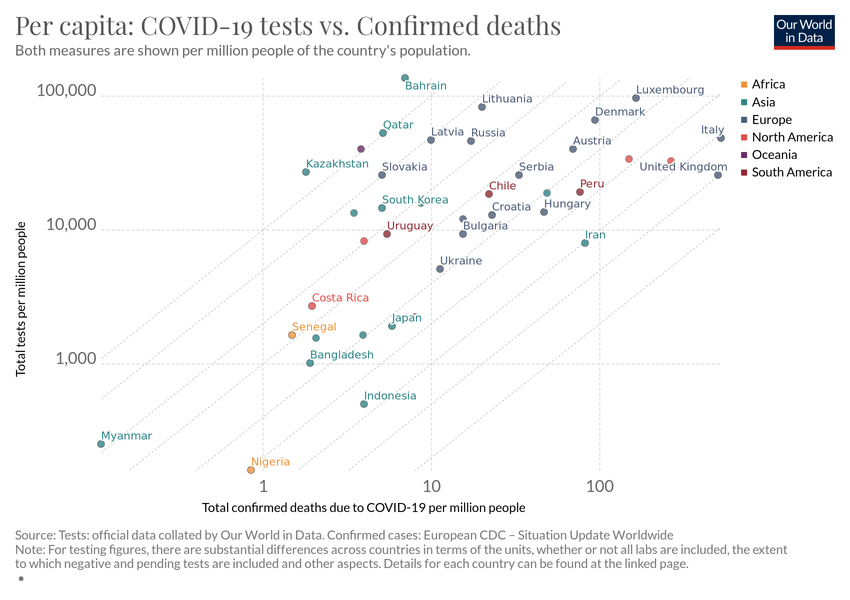 Per capita: COVID-19 tests vs. Confirmed deaths
Both measures are shown per million people of the country's population.
Our World
in Data
100,000
10,000
1,000
Total tests per million people
1
10
100
Total confirmed deaths due to COVID-19 per million people
Bahrain
Lithuania
Luxembourg
Denmark
Qatar
Latvia
Russia
Italy
Austria
Kazakhstan
Slovakia
Serbia
United Kingdom
Chile
Peru
South Korea
Croatia
Hungary
Uruguay
Bulgaria
Iran
Ukraine
Costa Rica
Japan
Senegal
Bangladesh
Indonesia
Myanmar
Nigeria
Africa
Asia
Europe
North America
Oceania
South America
Source: Tests: official data collated by Our World in Data. Confirmed cases: European CDC – Situation Update Worldwide
Note: For testing figures, there are substantial differences across countries in terms of the units, whether or not all labs are included, the extent
to which negative and pending tests are included and other aspects. Details for each country can be found at the linked page.